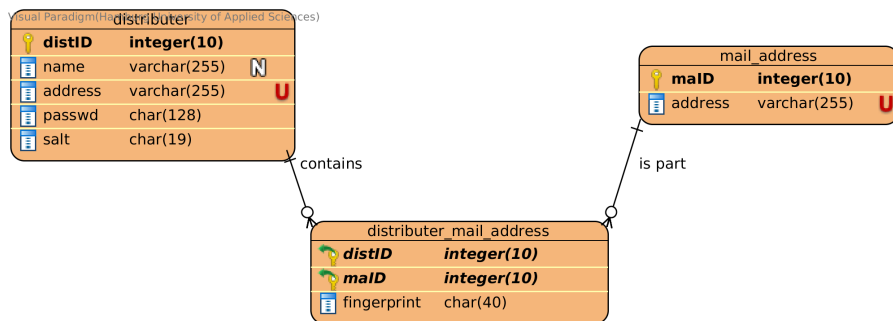 Visual Paradigm(Hamburg University of Applied Sciences)
distributer
distID integer(10)
name varchar(255) N
address varchar(255) U
passwd char(128)
salt char(19)
mail_address
maID integer(10)
address varchar(255) U
contains
is part
distributer_mail_address
distID integer(10)
maID integer(10)
fingerprint char(40)